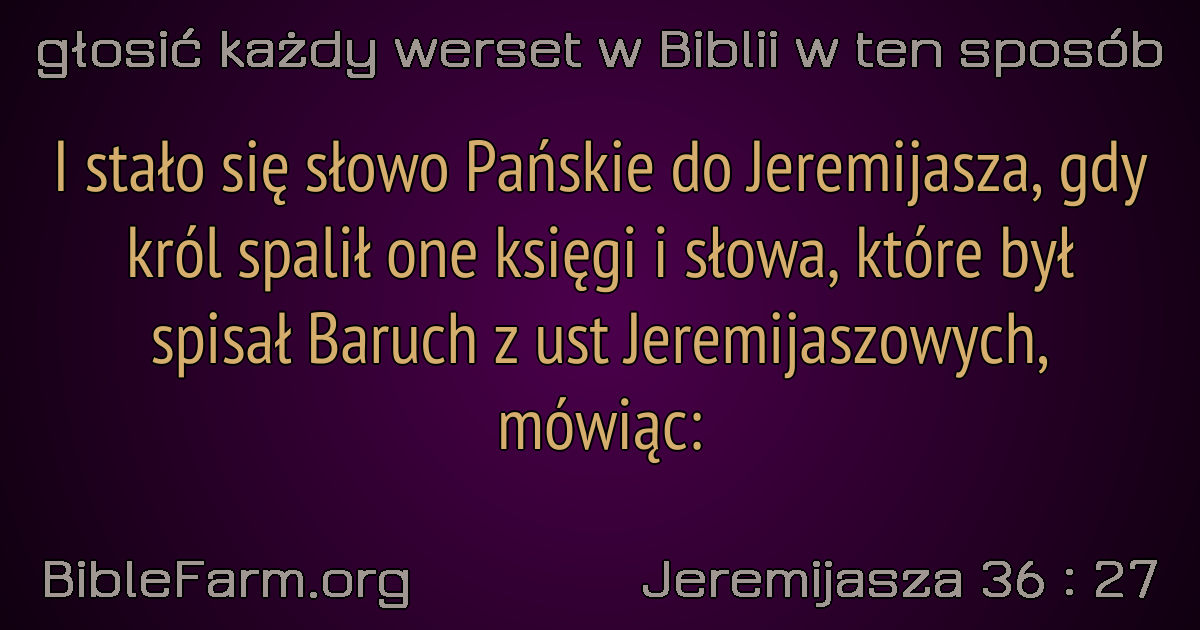 głosić każdy werset w Biblii w ten sposób
I stało się słowo Pańskie do Jeremijasza, gdy
król spalił one księgi i słowa, które był
spisał Baruch z ust Jeremijaszowych,
mówiąc:
BibleFarm.org
Jeremijasza 36 : 27